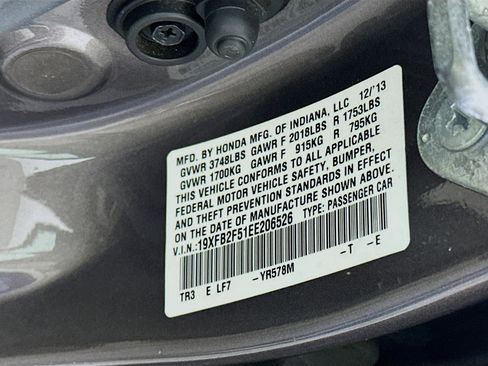 MFD. BY HONDA MFG. OF INDIANA, LLC 12/'13
GVWR 3748LBS GAWR F 2018LBS R 1753LBS
GVWR 1700KG GAWR F 915KG R 795KG
THIS VEHICLE CONFORMS TO ALL APPLICABLE
FEDERAL MOTOR VEHICLE SAFETY, BUMPER,
AND THEFT PREVENTION STANDARDS IN EFFECT
ON THE DATE OF MANUFACTURE SHOWN ABOVE.
V.I.N.: 19XFB2F51EE206526 TYPE: PASSENGER CAR
TR3 E LF7 -YR578M -T -E